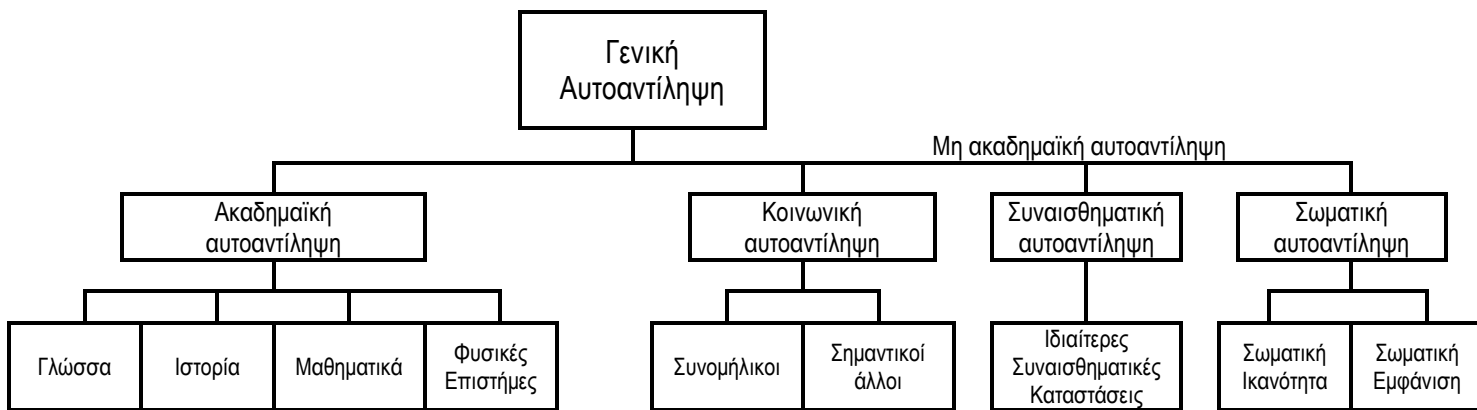 Γενική
Αυτοαντίληψη
Μη ακαδημαϊκή αυτοαντίληψη
Ακαδημαϊκή
αυτοαντίληψη
Κοινωνική
αυτοαντίληψη
Συναισθηματική
αυτοαντίληψη
Σωματική
αυτοαντίληψη
Γλώσσα
Ιστορία
Μαθηματικά
Φυσικές
Επιστήμες
Συνομήλικοι
Σημαντικοί
άλλοι
Ιδιαίτερες
Συναισθηματικές
Καταστάσεις
Σωματική
Ικανότητα
Σωματική
Εμφάνιση